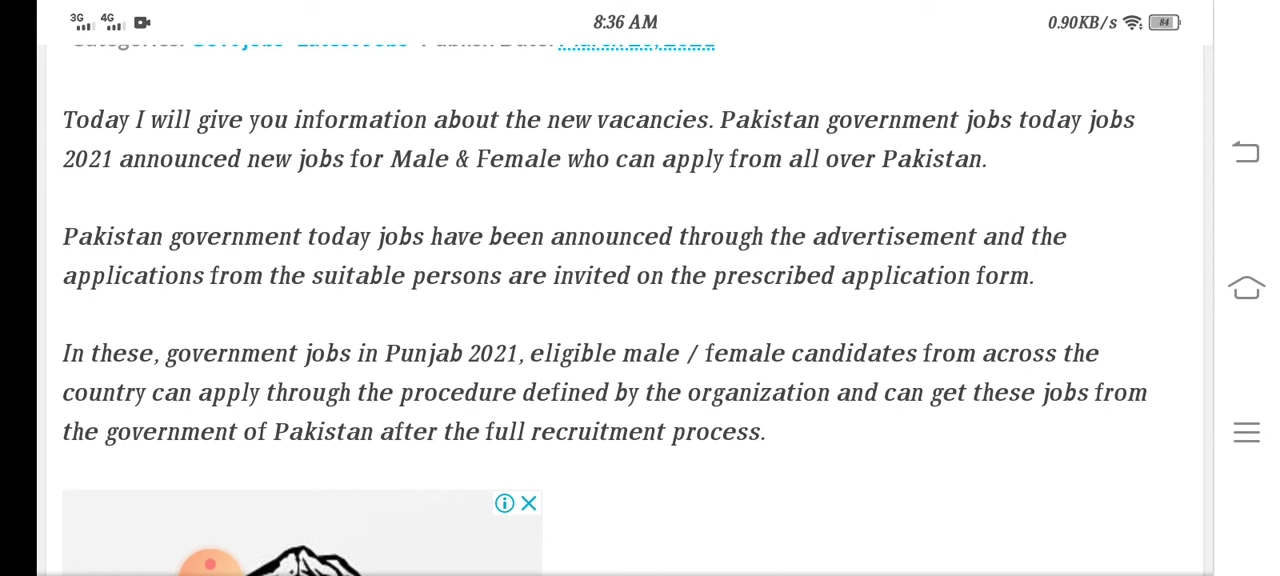 3G 4G 8:36 AM 0.90KB/s 84
Today I will give you information about the new vacancies. Pakistan government jobs today jobs
2021 announced new jobs for Male & Female who can apply from all over Pakistan.
Pakistan government today jobs have been announced through the advertisement and the
applications from the suitable persons are invited on the prescribed application form.
In these, government jobs in Punjab 2021, eligible male / female candidates from across the
country can apply through the procedure defined by the organization and can get these jobs from
the government of Pakistan after the full recruitment process.